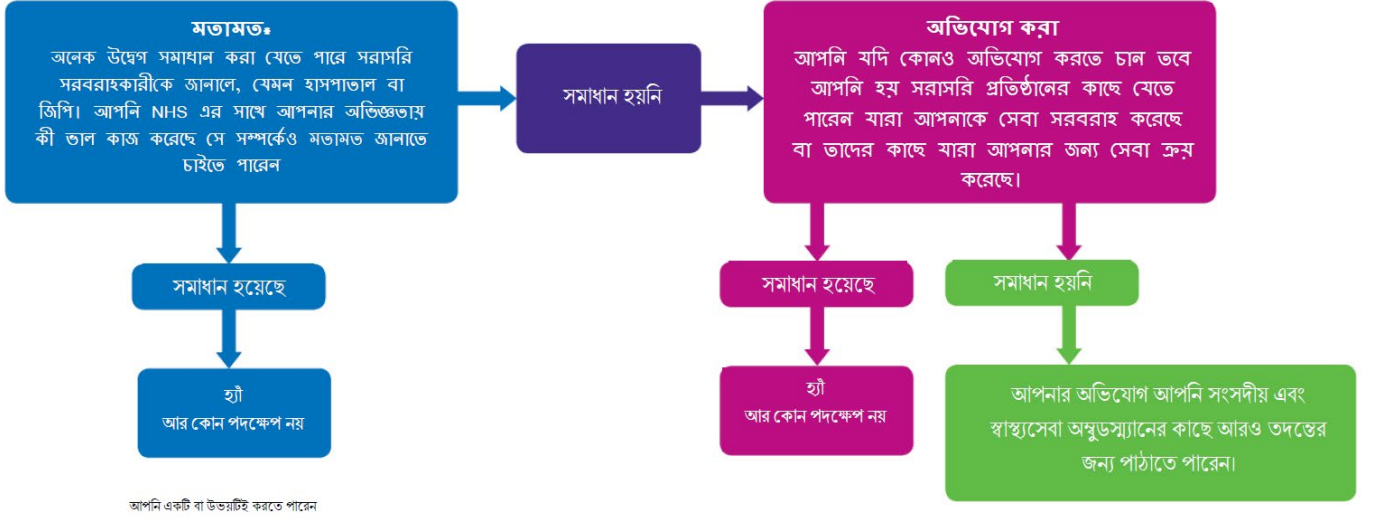 মতামত:
অনেক উদ্বেগ সমাধান করা যেতে পারে সরাসরি
সরবরাহকারীকে জানালে, যেমন হাসপাতাল বা
জিপি। আপনি NHS এর সাথে আপনার অভিজ্ঞতায়
কী ভাল কাজ করেছে সে সম্পর্কেও মতামত জানাতে
চাইতে পারেন
সমাধান হয়নি
অভিযোগ করা
আপনি যদি কোনও অভিযোগ করতে চান তবে
আপনি হয় সরাসরি প্রতিষ্ঠানের কাছে যেতে
পারেন যারা আপনাকে সেবা সরবরাহ করেছে
বা তাদের কাছে যারা আপনার জন্য সেবা ক্রয়
করেছে।
সমাধান হয়েছে
সমাধান হয়েছে
সমাধান হয়নি
হ্যাঁ
আর কোন পদক্ষেপ নয়
হ্যাঁ
আর কোন পদক্ষেপ নয়
আপনার অভিযোগ আপনি সংসদীয় এবং
স্বাস্থ্যসেবা অম্বুডসম্যানের কাছে আরও তদন্তের
জন্য পাঠাতে পারেন।
আপনি একটি বা উভয়টিই করতে পারেন